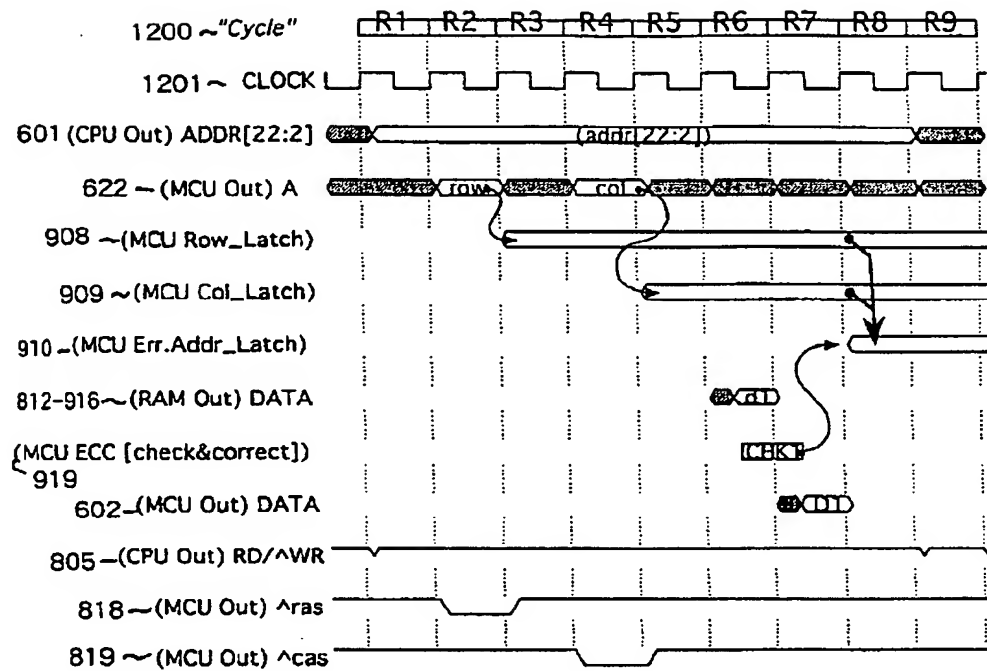 1200 ~ "Cycle" R1 R2 R3 R4 R5 R6 R7 R8 R9
1201 ~ CLOCK
601 (CPU Out) ADDR[22:2] (addr[22:2])
622 ~ (MCU Out) A row col
908 ~ (MCU Row_Latch)
909 ~ (MCU Col_Latch)
910 - (MCU Err.Addr_Latch)
812-916 ~ (RAM Out) DATA d1
(MCU ECC [check&correct]) CHK1
919
602 - (MCU Out) DATA D1
805 - (CPU Out) RD/^WR
818 ~ (MCU Out) ^ras
819 ~ (MCU Out) ^cas